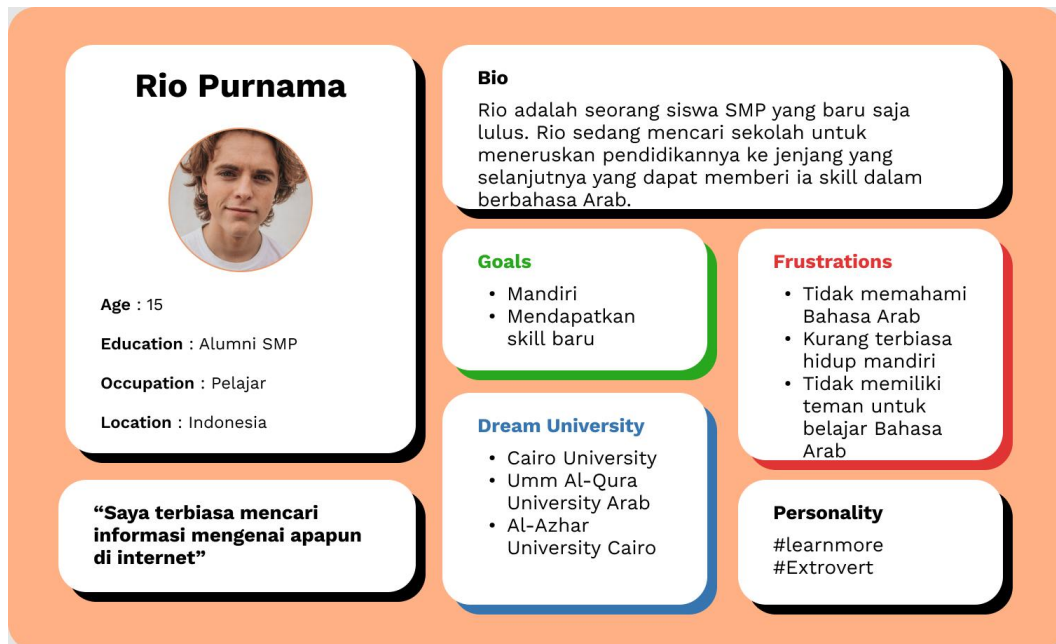 Rio Purnama
Age : 15
Education : Alumni SMP
Occupation : Pelajar
Location : Indonesia
“Saya terbiasa mencari
informasi mengenai apapun
di internet”
Bio
Rio adalah seorang siswa SMP yang baru saja
lulus. Rio sedang mencari sekolah untuk
meneruskan pendidikannya ke jenjang yang
selanjutnya yang dapat memberi ia skill dalam
berbahasa Arab.
Goals
• Mandiri
• Mendapatkan
skill baru
Dream University
• Cairo University
• Umm Al-Qura
University Arab
• Al-Azhar
University Cairo
Frustrations
• Tidak memahami
Bahasa Arab
• Kurang terbiasa
hidup mandiri
• Tidak memiliki
teman untuk
belajar Bahasa
Arab
Personality
#learnmore
#Extrovert